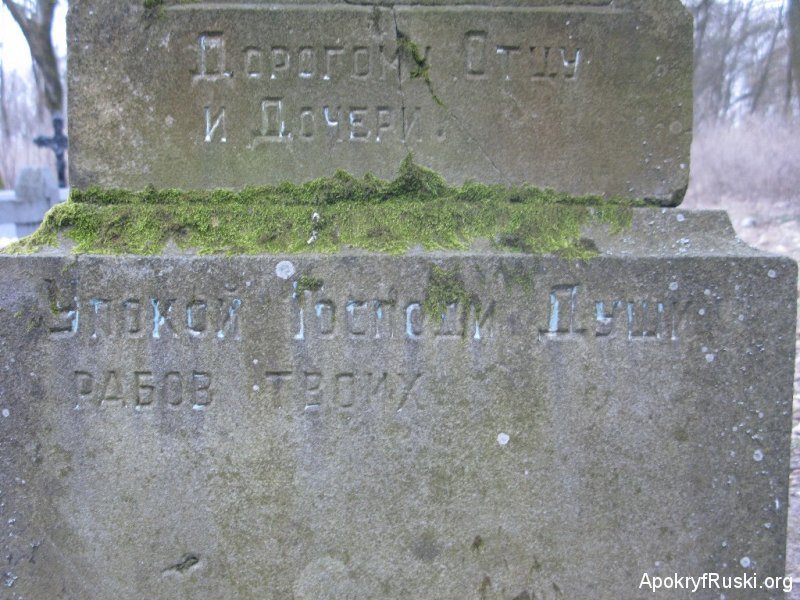 Дорогому Отцу
и Дочери.
Упокой Господи Души
рабов твоих
ApokryfRuski.org